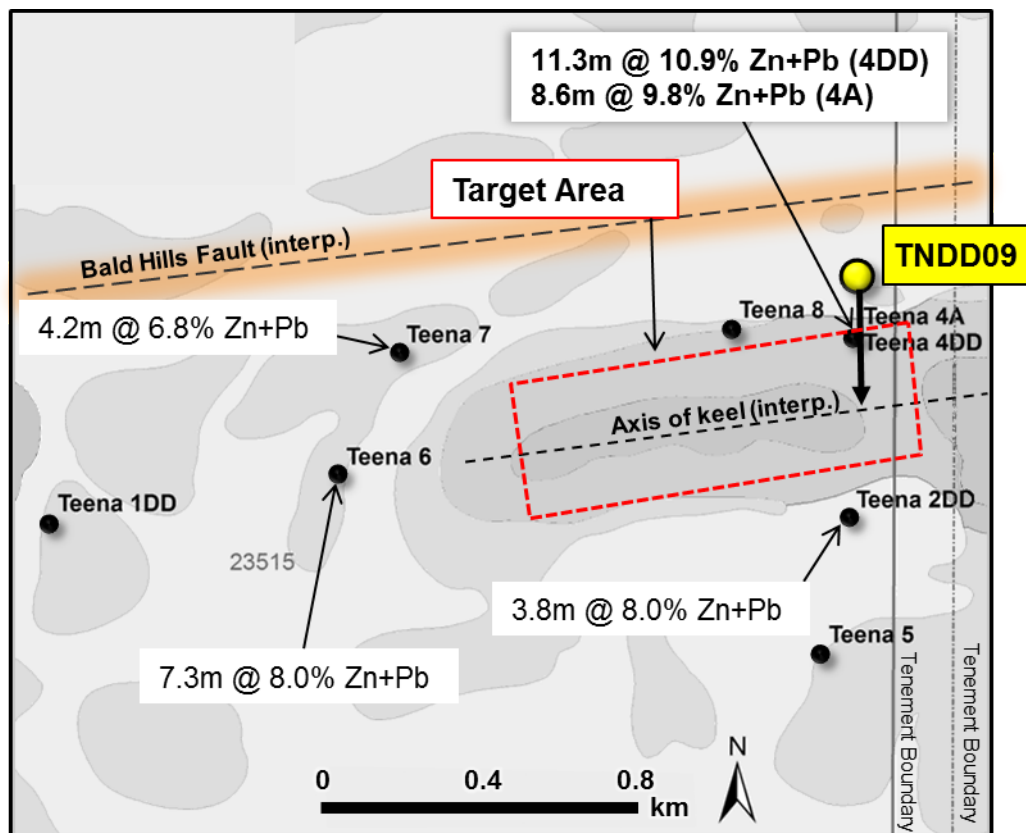 11.3m @ 10.9% Zn+Pb (4DD)
8.6m @ 9.8% Zn+Pb (4A)
Target Area
Bald Hills Fault (interp.)
TNDD09
4.2m @ 6.8% Zn+Pb
Teena 7
Teena 8
Teena 4A
Teena 4DD
Axis of keel (interp.)
Teena 6
Teena 1DD
Teena 2DD
23515
3.8m @ 8.0% Zn+Pb
Teena 5
7.3m @ 8.0% Zn+Pb
Tenement Boundary
Tenement Boundary
N
0 0.4 0.8
km